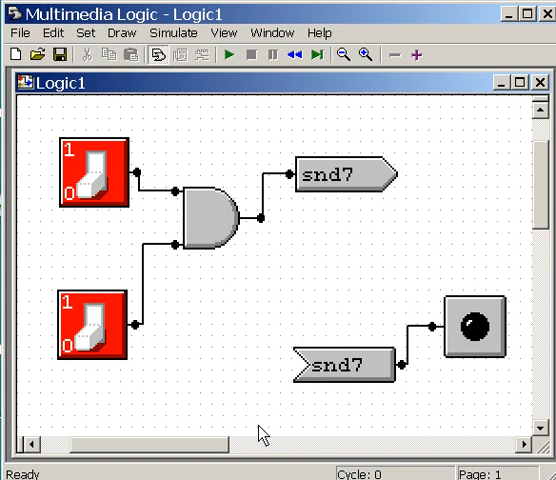 Multimedia Logic - Logic1
File Edit Set Draw Simulate View Window Help
Logic1
1
0
snd7
1
0
snd7
Ready Cycle: 0 Page: 1